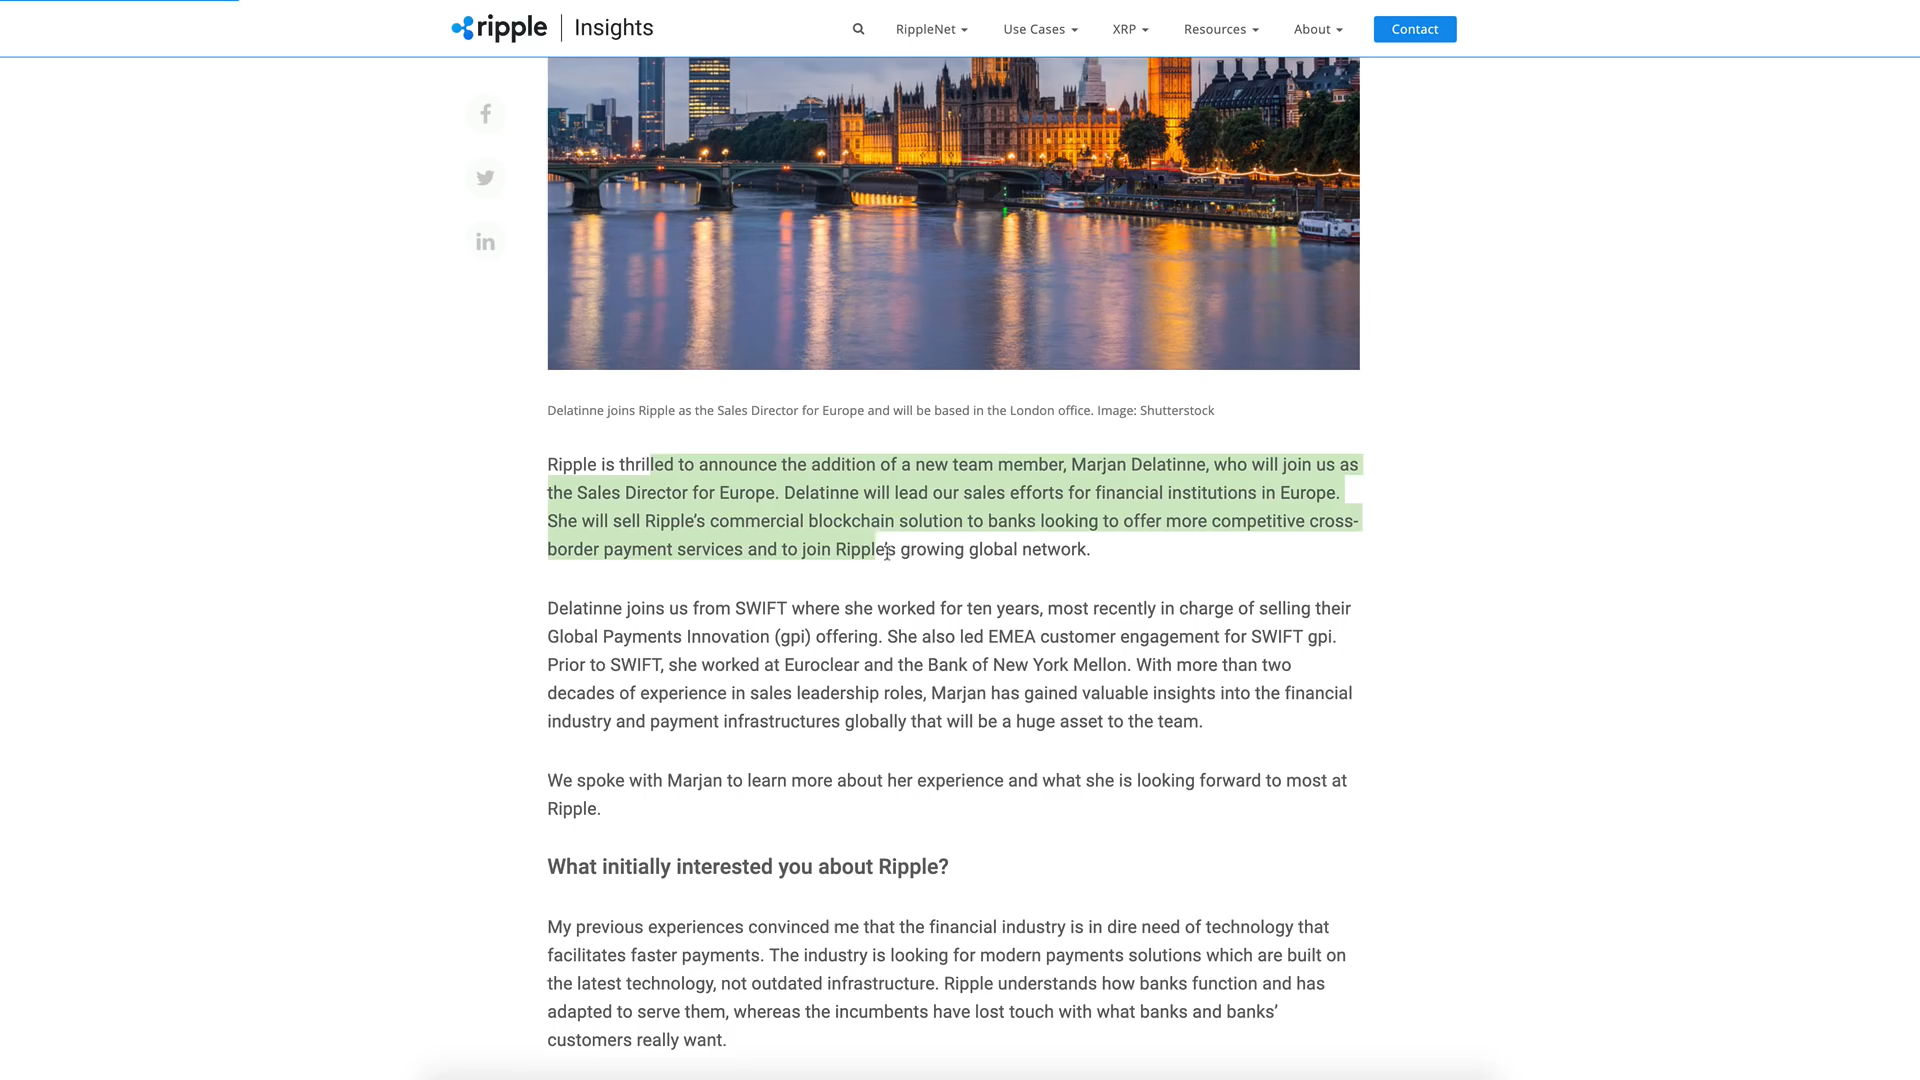 ripple | Insights
RippleNet
Use Cases
XRP
Resources
About
Contact
Delatinne joins Ripple as the Sales Director for Europe and will be based in the London office. Image: Shutterstock
Ripple is thrilled to announce the addition of a new team member, Marjan Delatinne, who will join us as
the Sales Director for Europe. Delatinne will lead our sales efforts for financial institutions in Europe.
She will sell Ripple’s commercial blockchain solution to banks looking to offer more competitive cross-
border payment services and to join Ripple’s growing global network.
Delatinne joins us from SWIFT where she worked for ten years, most recently in charge of selling their
Global Payments Innovation (gpi) offering. She also led EMEA customer engagement for SWIFT gpi.
Prior to SWIFT, she worked at Euroclear and the Bank of New York Mellon. With more than two
decades of experience in sales leadership roles, Marjan has gained valuable insights into the financial
industry and payment infrastructures globally that will be a huge asset to the team.
We spoke with Marjan to learn more about her experience and what she is looking forward to most at
Ripple.
What initially interested you about Ripple?
My previous experiences convinced me that the financial industry is in dire need of technology that
facilitates faster payments. The industry is looking for modern payments solutions which are built on
the latest technology, not outdated infrastructure. Ripple understands how banks function and has
adapted to serve them, whereas the incumbents have lost touch with what banks and banks’
customers really want.